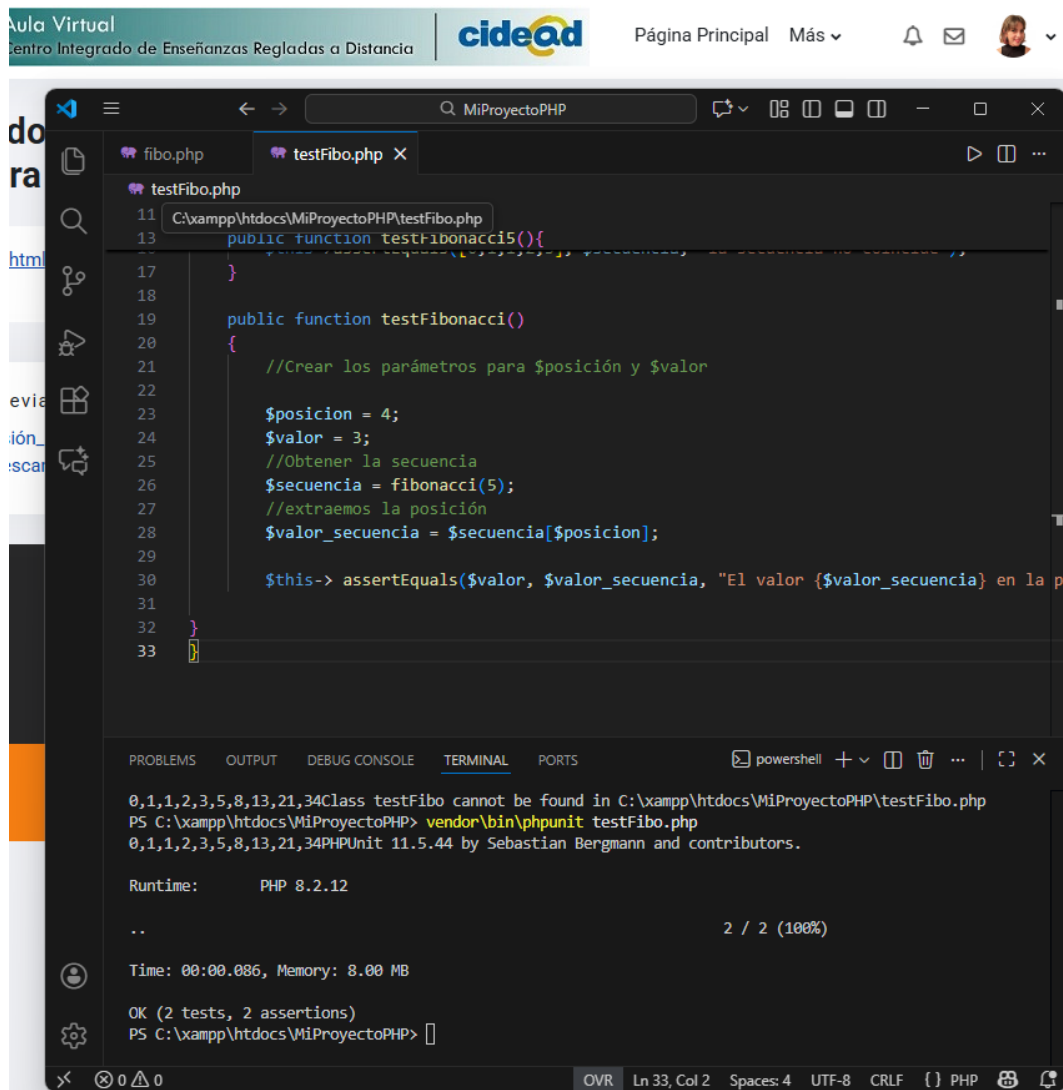 Aula Virtual
Centro Integrado de Enseñanzas Regladas a Distancia
cidead
Página Principal Más
MiProyectoPHP
do
ra
html
evia
ión_
escar
fibo.php testFibo.php
testFibo.php
C:\xampp\htdocs\MiProyectoPHP\testFibo.php
11
13 public function testFibonacci5(){
17 }
18
19 public function testFibonacci()
20 {
21 //Crear los parámetros para $posición y $valor
22
23 $posicion = 4;
24 $valor = 3;
25 //Obtener la secuencia
26 $secuencia = fibonacci(5);
27 //extraemos la posición
28 $valor_secuencia = $secuencia[$posicion];
29
30 $this-> assertEquals($valor, $valor_secuencia, "El valor {$valor_secuencia} en la p
31
32 }
33 }
PROBLEMS OUTPUT DEBUG CONSOLE TERMINAL PORTS powershell
0,1,1,2,3,5,8,13,21,34Class testFibo cannot be found in C:\xampp\htdocs\MiProyectoPHP\testFibo.php
PS C:\xampp\htdocs\MiProyectoPHP> vendor\bin\phpunit testFibo.php
0,1,1,2,3,5,8,13,21,34PHPUnit 11.5.44 by Sebastian Bergmann and contributors.
Runtime: PHP 8.2.12
.. 2 / 2 (100%)
Time: 00:00.086, Memory: 8.00 MB
OK (2 tests, 2 assertions)
PS C:\xampp\htdocs\MiProyectoPHP>
0 0 OVR Ln 33, Col 2 Spaces: 4 UTF-8 CRLF {} PHP